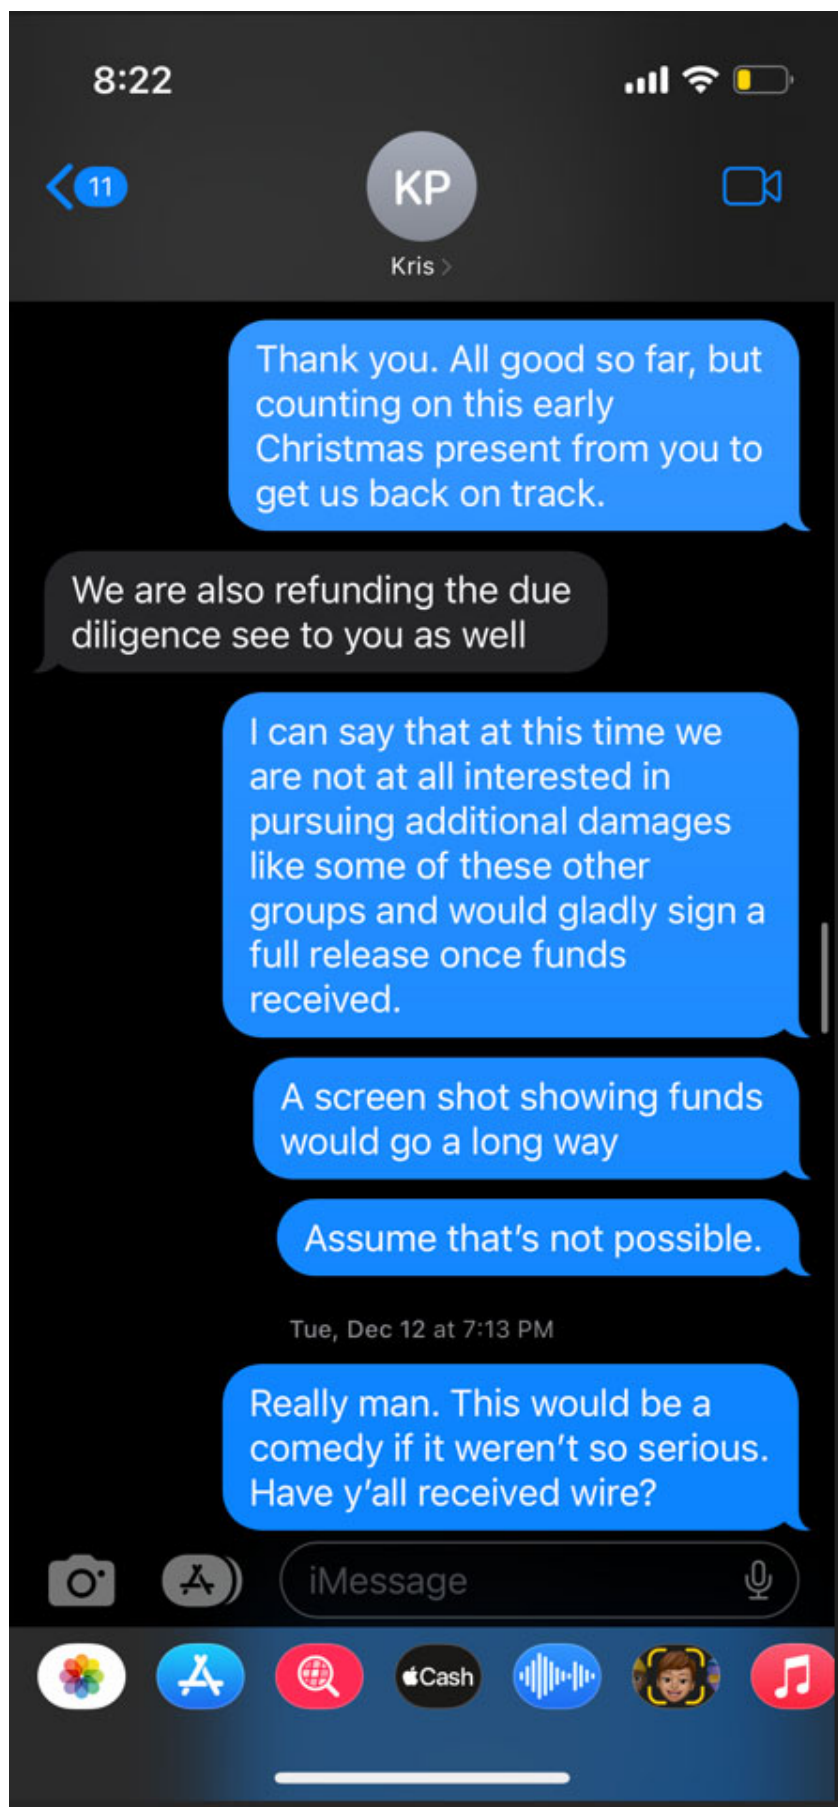 8:22
11
KP
Kris
Thank you. All good so far, but
counting on this early
Christmas present from you to
get us back on track.
We are also refunding the due
diligence see to you as well
I can say that at this time we
are not at all interested in
pursuing additional damages
like some of these other
groups and would gladly sign a
full release once funds
received.
A screen shot showing funds
would go a long way
Assume that’s not possible.
Tue, Dec 12 at 7:13 PM
Really man. This would be a
comedy if it weren’t so serious.
Have y’all received wire?
iMessage
Cash